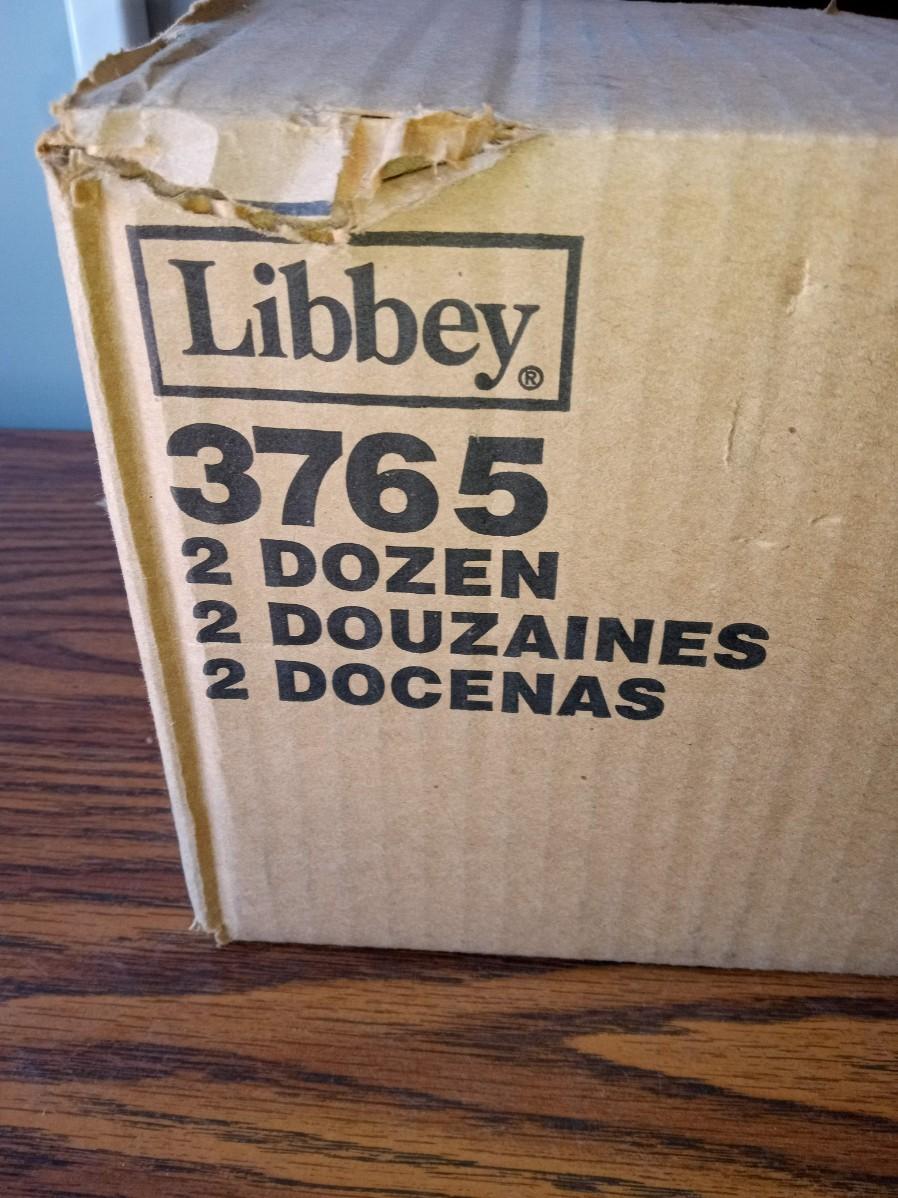 Libbey®
3765
2 DOZEN
2 DOUZAINES
2 DOCENAS